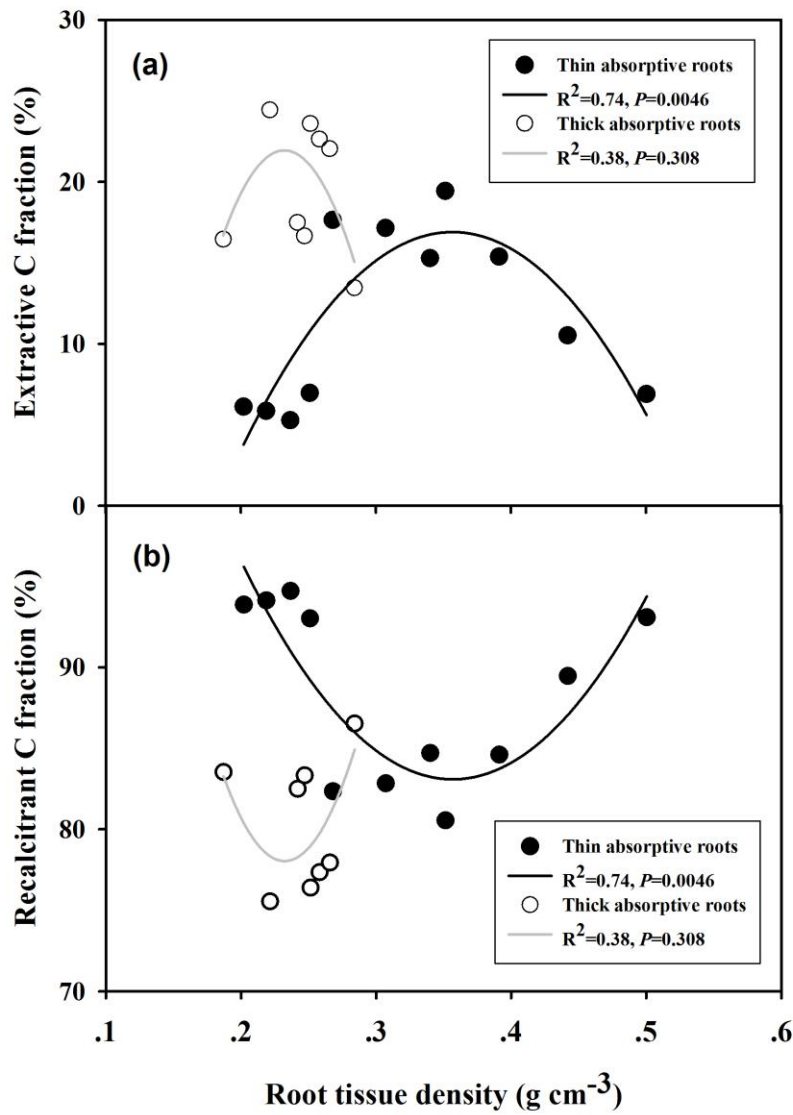 30
(a)
Thin absorptive roots
R²=0.74, P=0.0046
Thick absorptive roots
R²=0.38, P=0.308
20
10
0
Extractive C fraction (%)
(b)
90
80
70
Recalcitrant C fraction (%)
Thin absorptive roots
R²=0.74, P=0.0046
Thick absorptive roots
R²=0.38, P=0.308
.1 .2 .3 .4 .5 .6
Root tissue density (g cm⁻³)